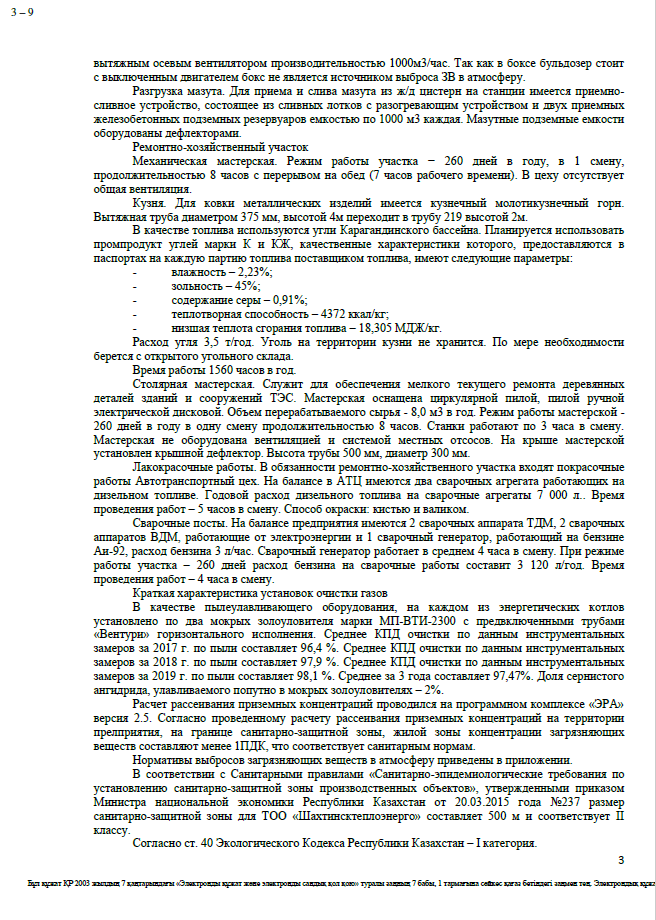 3 – 9
вытяжным осевым вентилятором производительностью 1000м3/час. Так как в боксе бульдозер стоит
с выключенным двигателем бокс не является источником выброса ЗВ в атмосферу.
Разгрузка мазута. Для приема и слива мазута из ж/д цистерн на станции имеется приемно-
сливное устройство, состоящее из сливных лотков с разогревающим устройством и двух приемных
железобетонных подземных резервуаров емкостью по 1000 м3 каждая. Мазутные подземные емкости
оборудованы дефлекторами.
Ремонтно-хозяйственный участок
Механическая мастерская. Режим работы участка – 260 дней в году, в 1 смену,
продолжительностью 8 часов с перерывом на обед (7 часов рабочего времени). В цеху отсутствует
общая вентиляция.
Кузня. Для ковки металлических изделий имеется кузнечный молотикузнечный горн.
Вытяжная труба диаметром 375 мм, высотой 4м переходит в трубу 219 высотой 2м.
В качестве топлива используются угли Карагандинского бассейна. Планируется использовать
промпродукт углей марки К и КЖ, качественные характеристики которого, предоставляются в
паспортах на каждую партию топлива поставщиком топлива, имеют следующие параметры:
- влажность – 2,23%;
- зольность – 45%;
- содержание серы – 0,91%;
- теплотворная способность – 4372 ккал/кг;
- низшая теплота сгорания топлива – 18,305 МДЖ/кг.
Расход угля 3,5 т/год. Уголь на территории кузни не хранится. По мере необходимости
берется с открытого угольного склада.
Время работы 1560 часов в год.
Столярная мастерская. Служит для обеспечения мелкого текущего ремонта деревянных
деталей зданий и сооружений ТЭС. Мастерская оснащена циркулярной пилой, пилой ручной
электрической дисковой. Объем перерабатываемого сырья - 8,0 м3 в год. Режим работы мастерской -
260 дней в году в одну смену продолжительностью 8 часов. Станки работают по 3 часа в смену.
Мастерская не оборудована вентиляцией и системой местных отсосов. На крыше мастерской
установлен крышной дефлектор. Высота трубы 500 мм, диаметр 300 мм.
Лакокрасочные работы. В обязанности ремонтно-хозяйственного участка входят покрасочные
работы Автотранспортный цех. На балансе в АТЦ имеются два сварочных агрегата работающих на
дизельном топливе. Годовой расход дизельного топлива на сварочные агрегаты 7 000 л.. Время
проведения работ – 5 часов в смену. Способ окраски: кистью и валиком.
Сварочные посты. На балансе предприятия имеются 2 сварочных аппарата ТДМ, 2 сварочных
аппаратов ВДМ, работающие от электроэнергии и 1 сварочный генератор, работающий на бензине
Аи-92, расход бензина 3 л/час. Сварочный генератор работает в среднем 4 часа в смену. При режиме
работы участка – 260 дней расход бензина на сварочные работы составит 3 120 л/год. Время
проведения работ – 4 часа в смену.
Краткая характеристика установок очистки газов
В качестве пылеулавливающего оборудования, на каждом из энергетических котлов
установлено по два мокрых золоуловителя марки МП-ВТИ-2300 с предвключенными трубами
«Вентури» горизонтального исполнения. Среднее КПД очистки по данным инструментальных
замеров за 2017 г. по пыли составляет 96,4 %. Среднее КПД очистки по данным инструментальных
замеров за 2018 г. по пыли составляет 97,9 %. Среднее КПД очистки по данным инструментальных
замеров за 2019 г. по пыли составляет 98,1 %. Среднее за 3 года составляет 97,47%. Доля сернистого
ангидрида, улавливаемого попутно в мокрых золоуловителях – 2%.
Расчет рассеивания приземных концентраций проводился на программном комплексе «ЭРА»
версия 2.5. Согласно проведенному расчету рассеивания приземных концентраций на территории
прелприятия, на границе санитарно-защитной зоны, жилой зоны концентрации загрязняющих
веществ составляют менее 1ПДК, что соответствует санитарным нормам.
Нормативы выбросов загрязняющих веществ в атмосферу приведены в приложении.
В соответствии с Санитарными правилами «Санитарно-эпидемиологические требования по
установлению санитарно-защитной зоны производственных объектов», утвержденными приказом
Министра национальной экономики Республики Казахстан от 20.03.2015 года №237 размер
санитарно-защитной зоны для ТОО «Шахтинсктеплоэнерго» составляет 500 м и соответствует II
классу.
Согласно ст. 40 Экологического Кодекса Республики Казахстан – I категория.
3
Бұл құжат ҚР 2003 жылдың 7 қаңтарындағы «Электронды құжат және электронды сандық қол қою» туралы заңның 7 бабы, 1 тармағына сәйкес қағаз бетіндегі заңмен тең. Электрондық